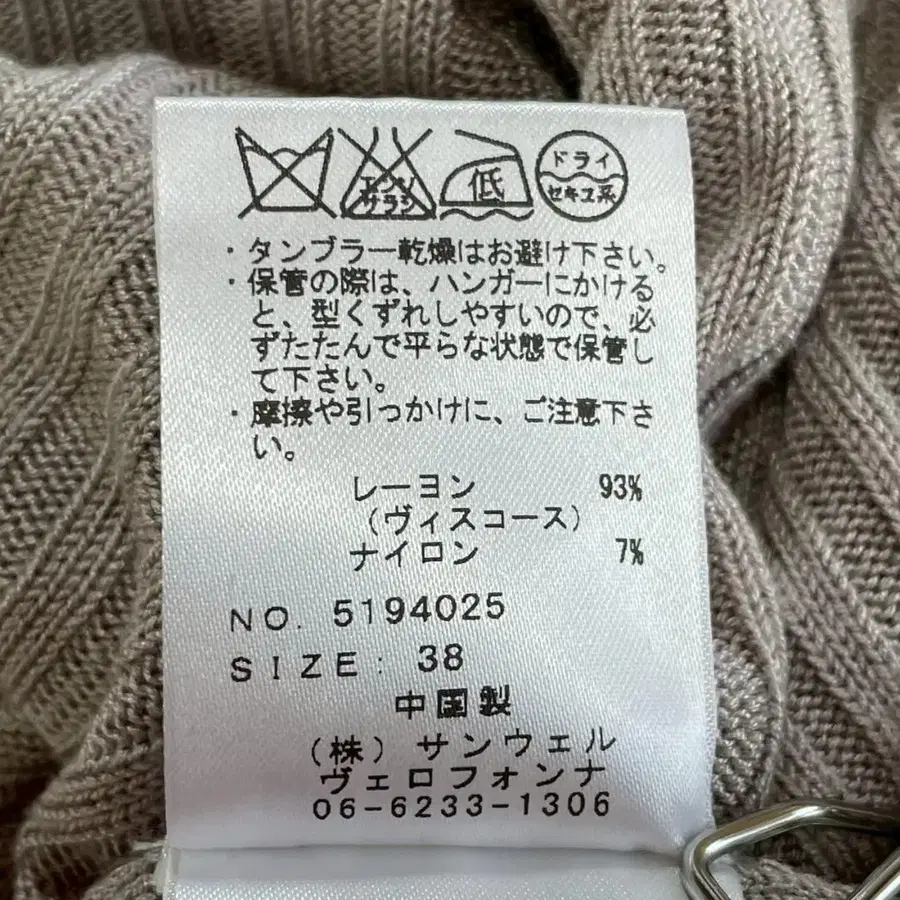 エンソ
サラシ
低
ドライ
セキユ系
・タンブラー乾燥はお避け下さい。
・保管の際は、ハンガーにかける
と、型くずれしやすいので、必
ずたたんで平らな状態で保管し
て下さい。
・摩擦や引っかけに、ご注意下さ
い。
レーヨン 93%
(ヴィスコース)
ナイロン 7%
NO. 5194025
SIZE: 38
中国製
(株)サンウェル
ヴェロフォンナ
06-6233-1306